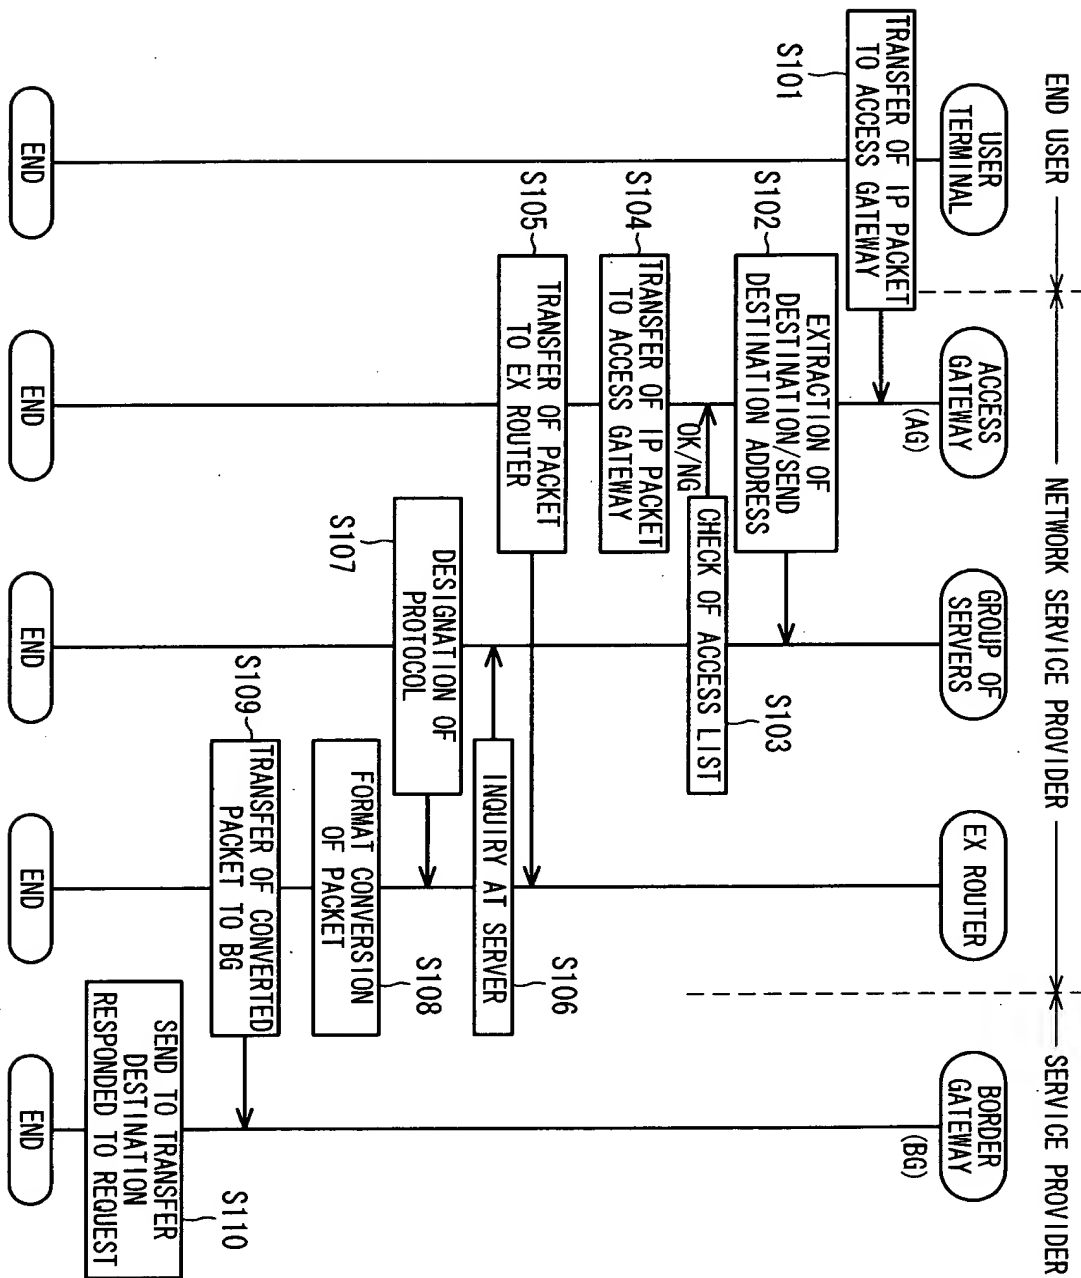 END USER
NETWORK SERVICE PROVIDER
SERVICE PROVIDER
USER
TERMINAL
ACCESS
GATEWAY
(AG)
GROUP OF
SERVERS
EX ROUTER
BORDER
GATEWAY
(BG)
TRANSFER OF IP PACKET
TO ACCESS GATEWAY
S101
S102
EXTRACTION OF
DESTINATION/SEND
DESTINATION ADDRESS
S103
CHECK OF ACCESS LIST
OK/NG
S104
TRANSFER OF IP PACKET
TO ACCESS GATEWAY
S105
TRANSFER OF PACKET
TO EX ROUTER
INQUIRY AT SERVER
S106
DESIGNATION OF
PROTOCOL
S107
FORMAT CONVERSION
OF PACKET
S108
S109
TRANSFER OF CONVERTED
PACKET TO BG
SEND TO TRANSFER
DESTINATION
RESPONDED TO REQUEST
S110
END
END
END
END
END